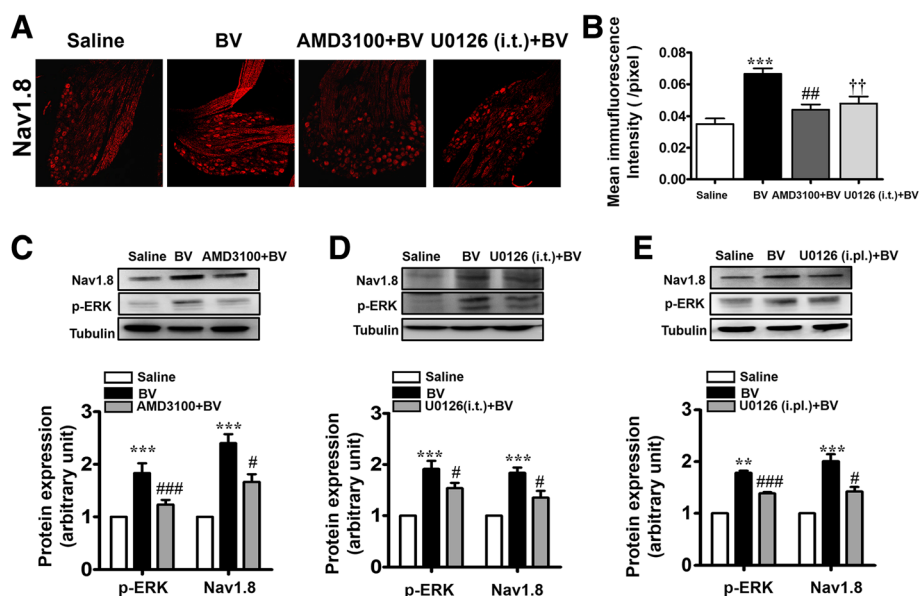 A
Saline BV AMD3100+BV U0126 (i.t.)+BV
Nav1.8
B
Mean immufluorescence
Intensity ( /pixel)
0.08
0.06
0.04
0.02
0.00
***
##
††
Saline BV AMD3100+BV U0126 (i.t.)+BV
C
Saline BV AMD3100+BV
Nav1.8
p-ERK
Tubulin
Saline
BV
AMD3100+BV
Protein expression
(arbitrary unit)
3
2
1
0
***
###
***
#
p-ERK Nav1.8
D
Saline BV U0126 (i.t.)+BV
Nav1.8
p-ERK
Tubulin
Saline
BV
U0126(i.t.)+BV
Protein expression
(arbitrary unit)
3
2
1
0
***
#
***
#
p-ERK Nav1.8
E
Saline BV U0126 (i.pl.)+BV
Nav1.8
p-ERK
Tubulin
Saline
BV
U0126 (i.pl.)+BV
Protein expression
(arbitrary unit)
3
2
1
0
**
###
***
#
p-ERK Nav1.8